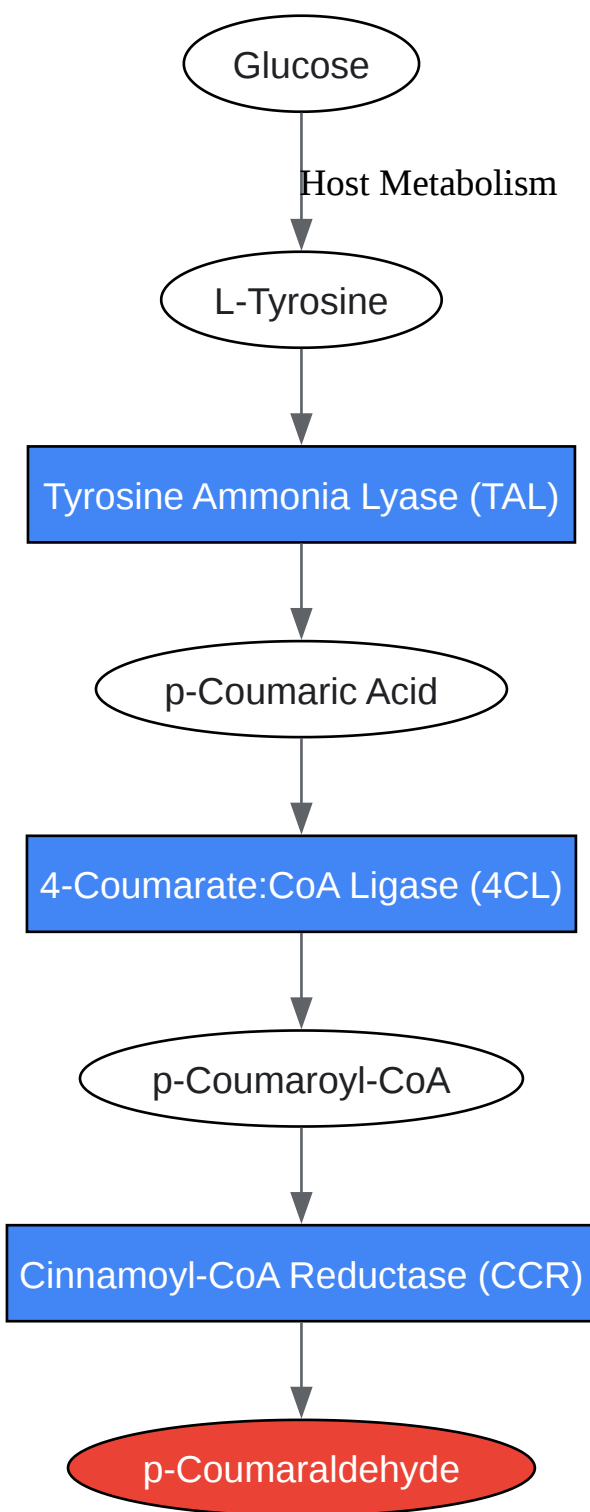 Glucose
Host Metabolism
L-Tyrosine
Tyrosine Ammonia Lyase (TAL)
p-Coumaric Acid
4-Coumarate:CoA Ligase (4CL)
p-Coumaroyl-CoA
Cinnamoyl-CoA Reductase (CCR)
p-Coumaraldehyde